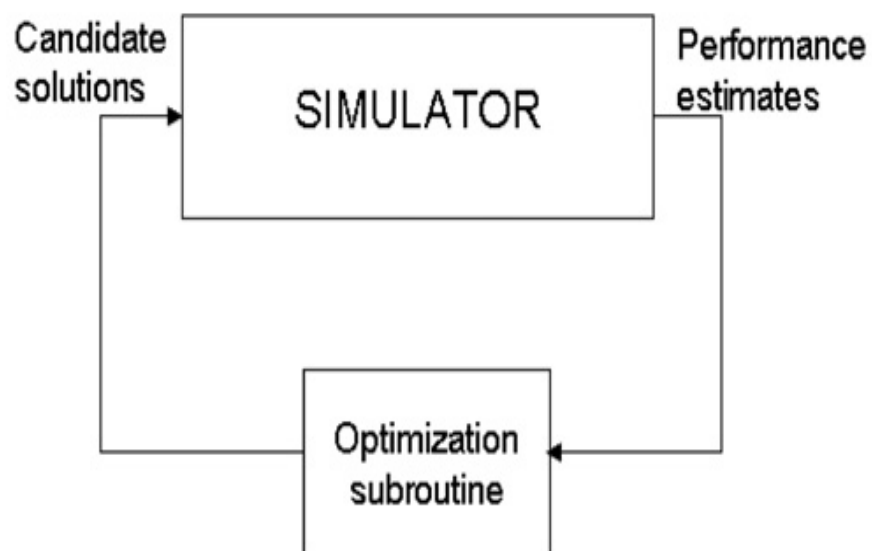 Candidate
solutions
SIMULATOR
Performance
estimates
Optimization
subroutine